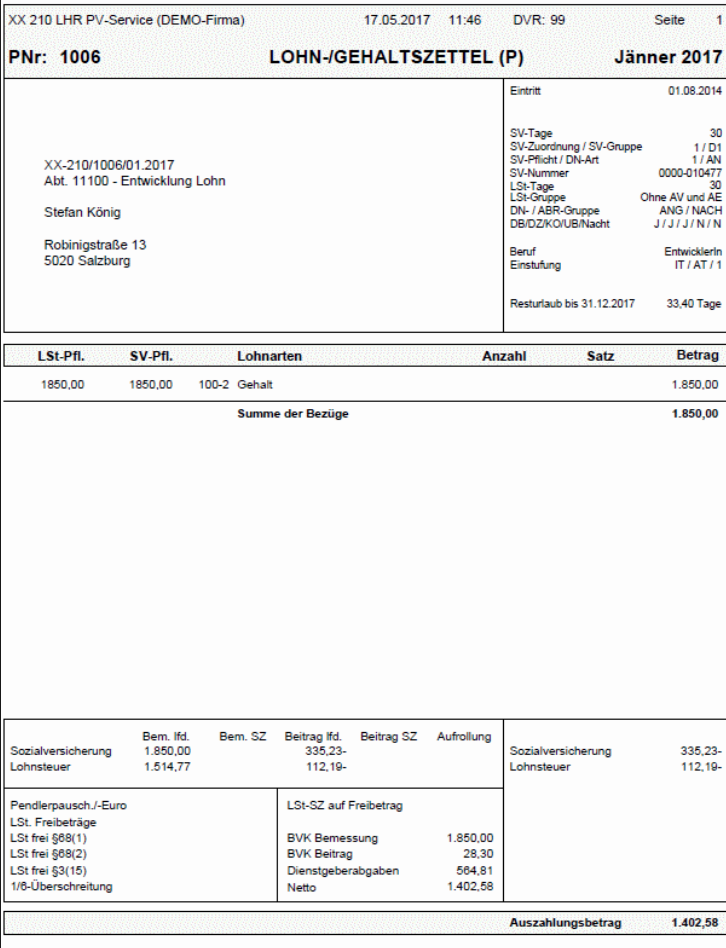 XX 210 LHR PV-Service (DEMO-Firma) 17.05.2017 11:46 DVR: 99 Seite 1
PNr: 1006 LOHN-/GEHALTSZETTEL (P) Jänner 2017
Eintritt 01.08.2014
SV-Tage 30
SV-Zuordnung / SV-Gruppe 1 / D1
SV-Pflicht / DN-Art 1 / AN
SV-Nummer 0000-010477
LSt-Tage 30
LSt-Gruppe Ohne AV und AE
DN- / ABR-Gruppe ANG / NACH
DB/DZ/KO/UB/Nacht J / J / J / N / N
Beruf EntwicklerIn
Einstufung IT / AT / 1
Resturlaub bis 31.12.2017 33,40 Tage
XX-210/1006/01.2017
Abt. 11100 - Entwicklung Lohn
Stefan König
Robinigstraße 13
5020 Salzburg
LSt-Pfl. SV-Pfl. Lohnarten Anzahl Satz Betrag
1850,00 1850,00 100-2 Gehalt 1.850,00
Summe der Bezüge 1.850,00
Bem. lfd. Bem. SZ Beitrag lfd. Beitrag SZ Aufrollung
Sozialversicherung 1.850,00 335,23-
Lohnsteuer 1.514,77 112,19-
Sozialversicherung 335,23-
Lohnsteuer 112,19-
Pendlerpausch./-Euro
LSt. Freibeträge
LSt frei §68(1)
LSt frei §68(2)
LSt frei §3(15)
1/6-Überschreitung
LSt-SZ auf Freibetrag
BVK Bemessung 1.850,00
BVK Beitrag 28,30
Dienstgeberabgaben 564,81
Netto 1.402,58
Auszahlungsbetrag 1.402,58